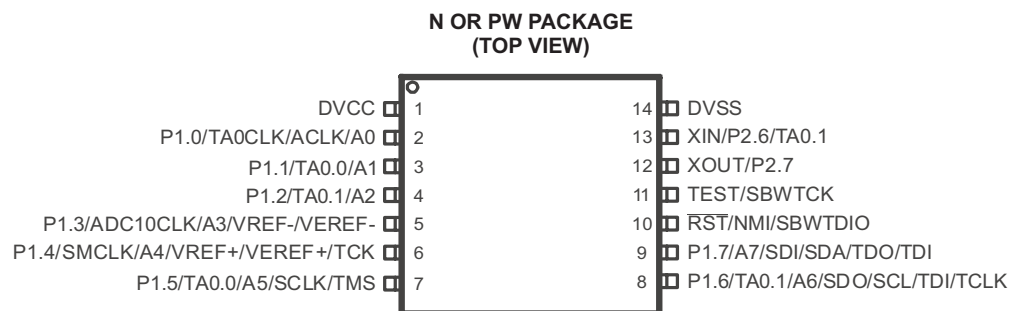 N OR PW PACKAGE
(TOP VIEW)
DVCC 1 14 DVSS
P1.0/TA0CLK/ACLK/A0 2 13 XIN/P2.6/TA0.1
P1.1/TA0.0/A1 3 12 XOUT/P2.7
P1.2/TA0.1/A2 4 11 TEST/SBWTCK
P1.3/ADC10CLK/A3/VREF-/VEREF- 5 10 RST/NMI/SBWTDIO
P1.4/SMCLK/A4/VREF+/VEREF+/TCK 6 9 P1.7/A7/SDI/SDA/TDO/TDI
P1.5/TA0.0/A5/SCLK/TMS 7 8 P1.6/TA0.1/A6/SDO/SCL/TDI/TCLK